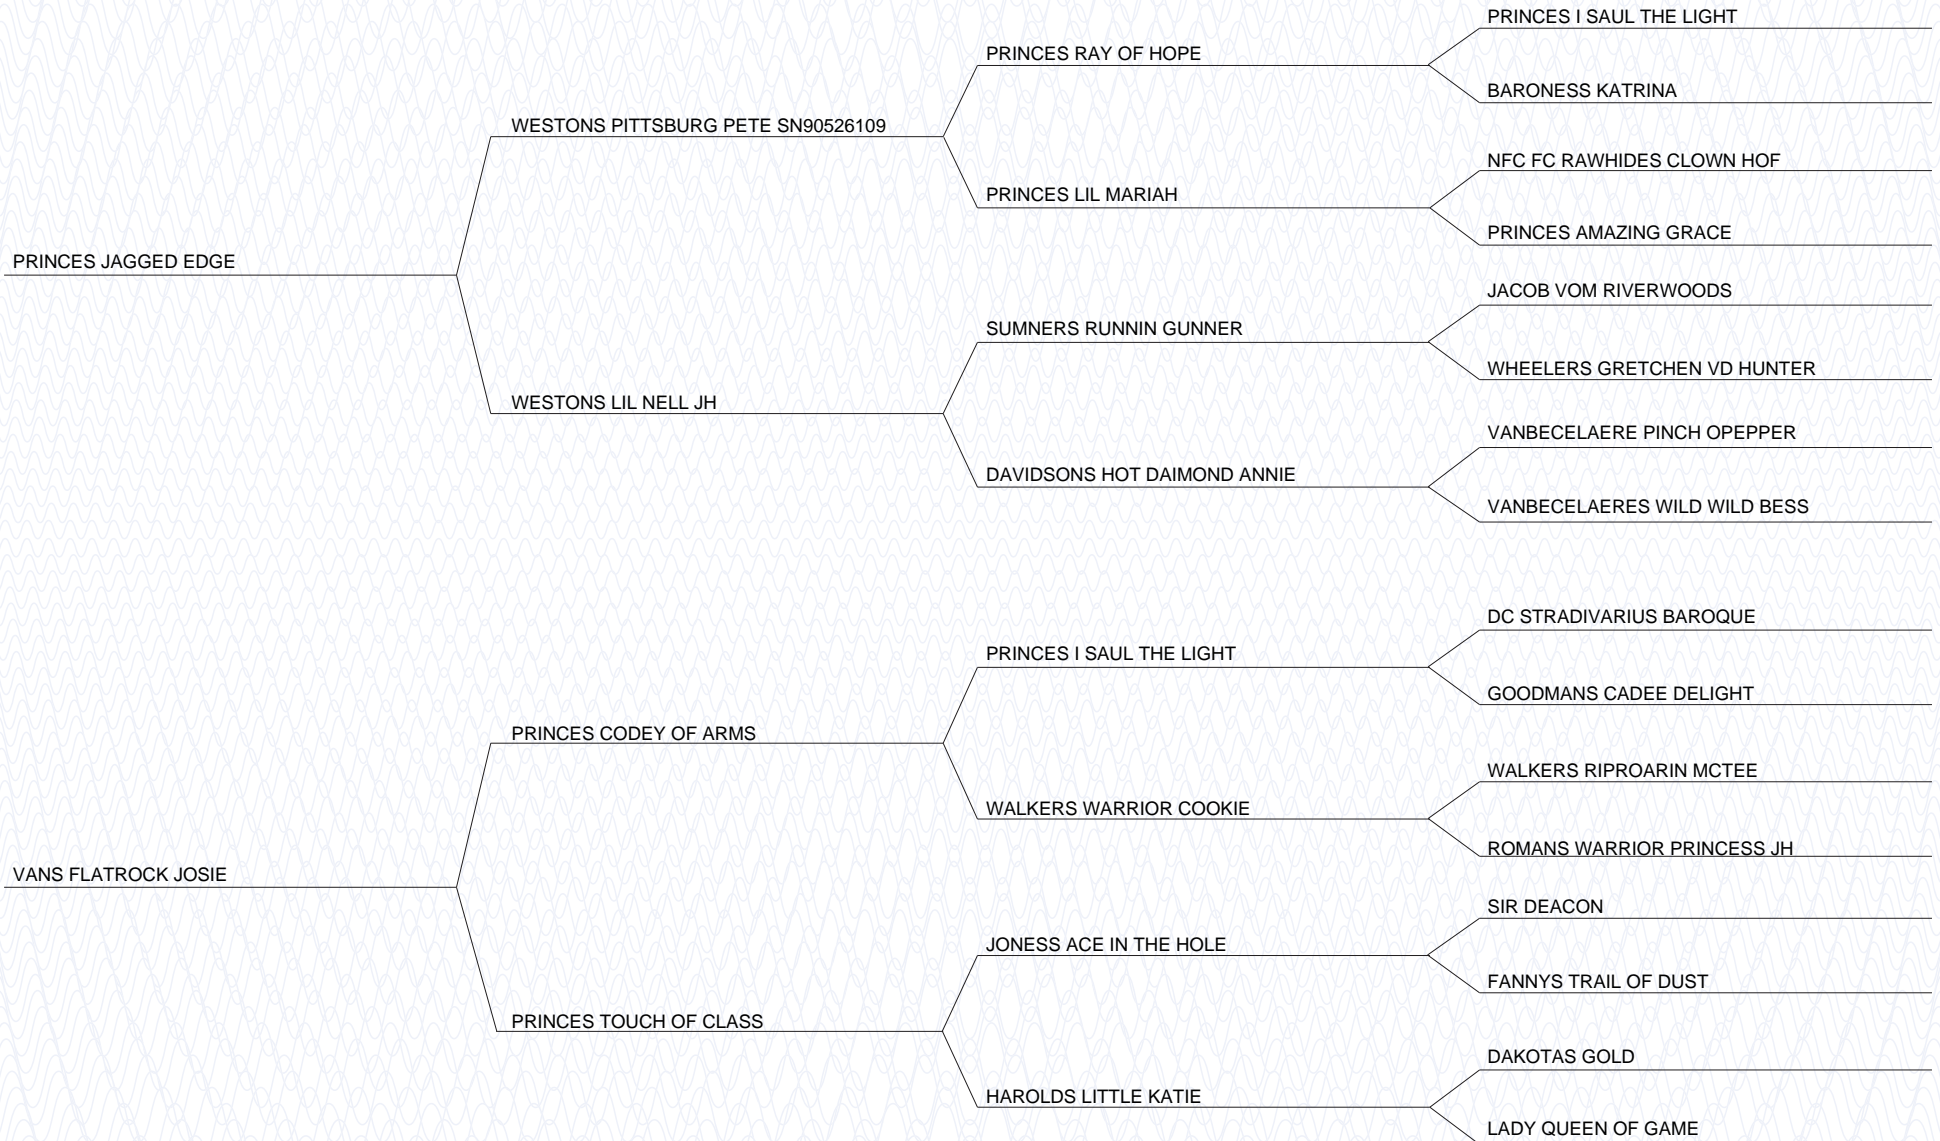 PRINCES I SAUL THE LIGHT
PRINCES RAY OF HOPE
BARONESS KATRINA
WESTONS PITTSBURG PETE SN90526109
NFC FC RAWHIDES CLOWN HOF
PRINCES LIL MARIAH
PRINCES AMAZING GRACE
PRINCES JAGGED EDGE
JACOB VOM RIVERWOODS
SUMNERS RUNNIN GUNNER
WHEELERS GRETCHEN VD HUNTER
WESTONS LIL NELL JH
VANBECELAERE PINCH OPEPPER
DAVIDSONS HOT DAIMOND ANNIE
VANBECELAERES WILD WILD BESS
DC STRADIVARIUS BAROQUE
PRINCES I SAUL THE LIGHT
GOODMANS CADEE DELIGHT
PRINCES CODEY OF ARMS
WALKERS RIPROARIN MCTEE
WALKERS WARRIOR COOKIE
ROMANS WARRIOR PRINCESS JH
VANS FLATROCK JOSIE
SIR DEACON
JONESS ACE IN THE HOLE
FANNYS TRAIL OF DUST
PRINCES TOUCH OF CLASS
DAKOTAS GOLD
HAROLDS LITTLE KATIE
LADY QUEEN OF GAME